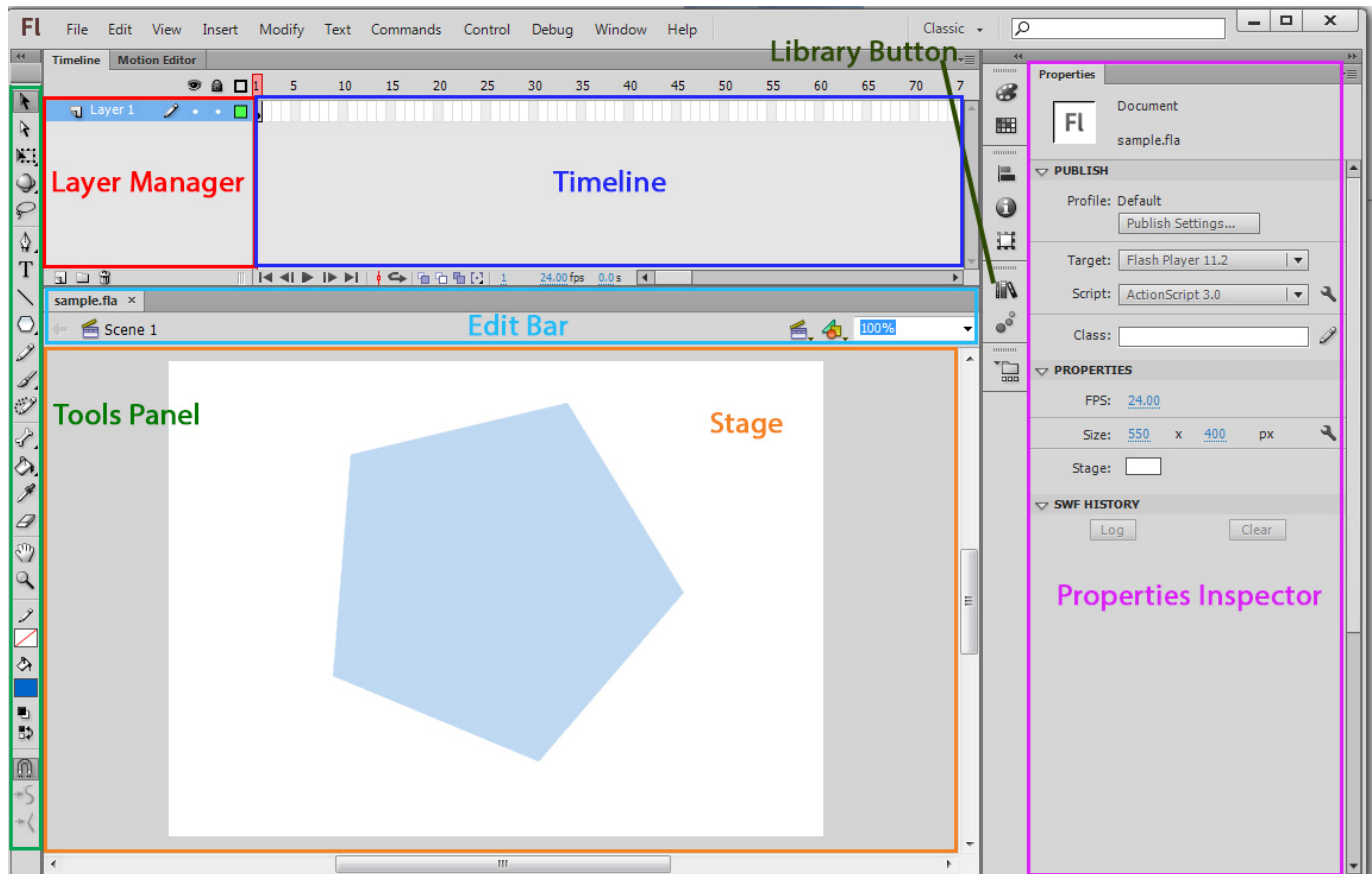 Fl File Edit View Insert Modify Text Commands Control Debug Window Help Classic
Library Button
Timeline Motion Editor
1 5 10 15 20 25 30 35 40 45 50 55 60 65 70 7
Layer 1
Layer Manager
Timeline
1 24.00 fps 0.0 s
sample.fla ×
Scene 1
Edit Bar
100%
Tools Panel
Stage
T
Properties
Fl
Document
sample.fla
PUBLISH
Profile: Default
Publish Settings...
Target: Flash Player 11.2
Script: ActionScript 3.0
Class:
PROPERTIES
FPS: 24.00
Size: 550 x 400 px
Stage:
SWF HISTORY
Log Clear
Properties Inspector